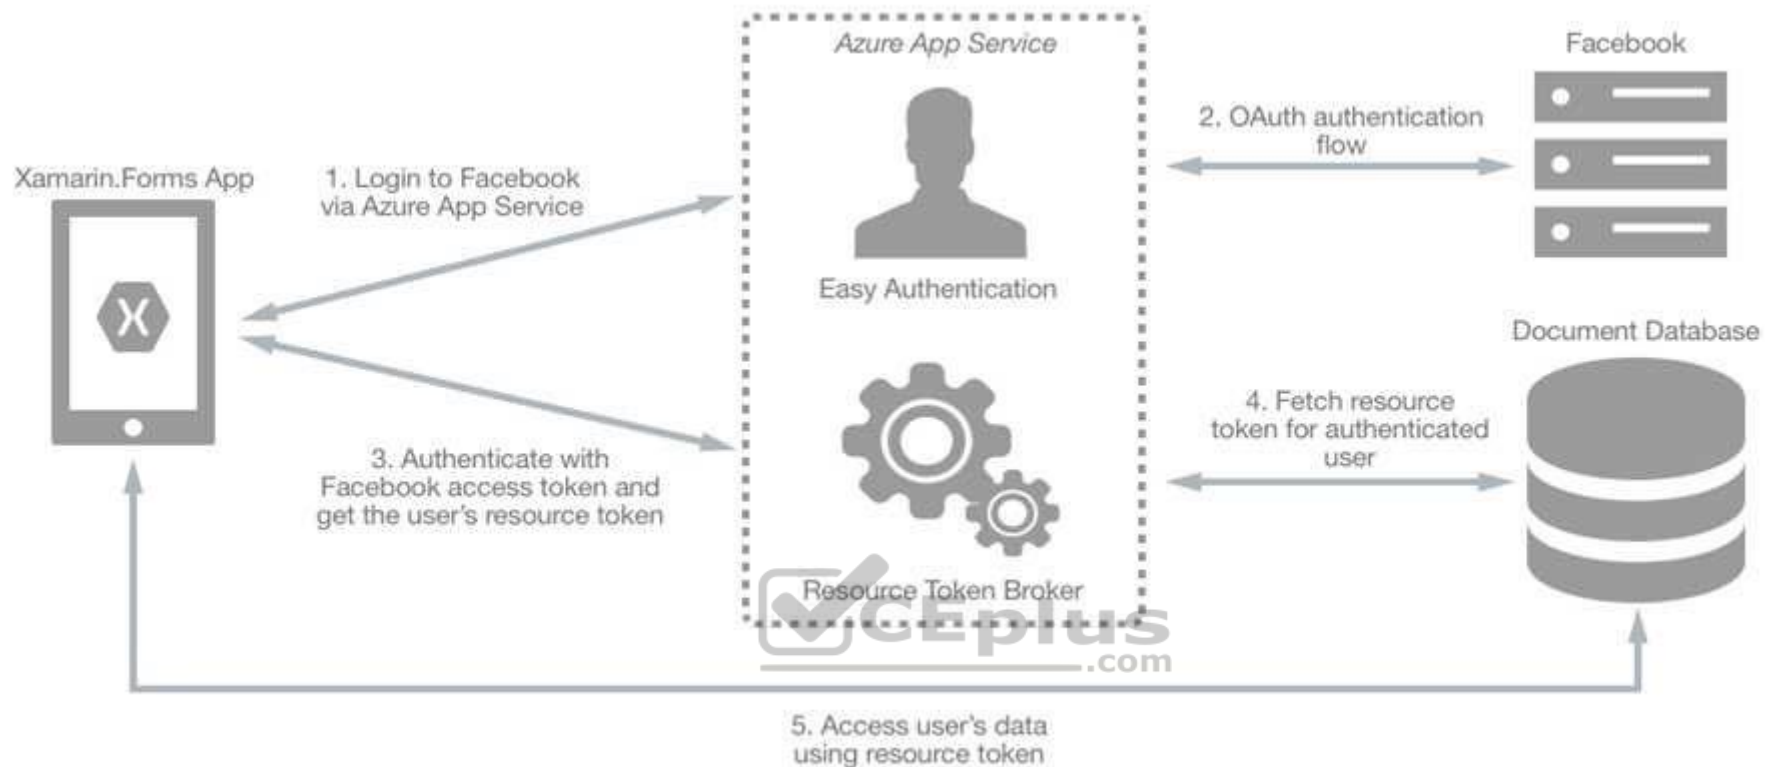 Azure App Service
Facebook
2. OAuth authentication
flow
Xamarin.Forms App
1. Login to Facebook
via Azure App Service
X
Easy Authentication
Document Database
4. Fetch resource
token for authenticated
user
3. Authenticate with
Facebook access token and
get the user's resource token
Resource Token Broker
CEplus
.com
5. Access user's data
using resource token